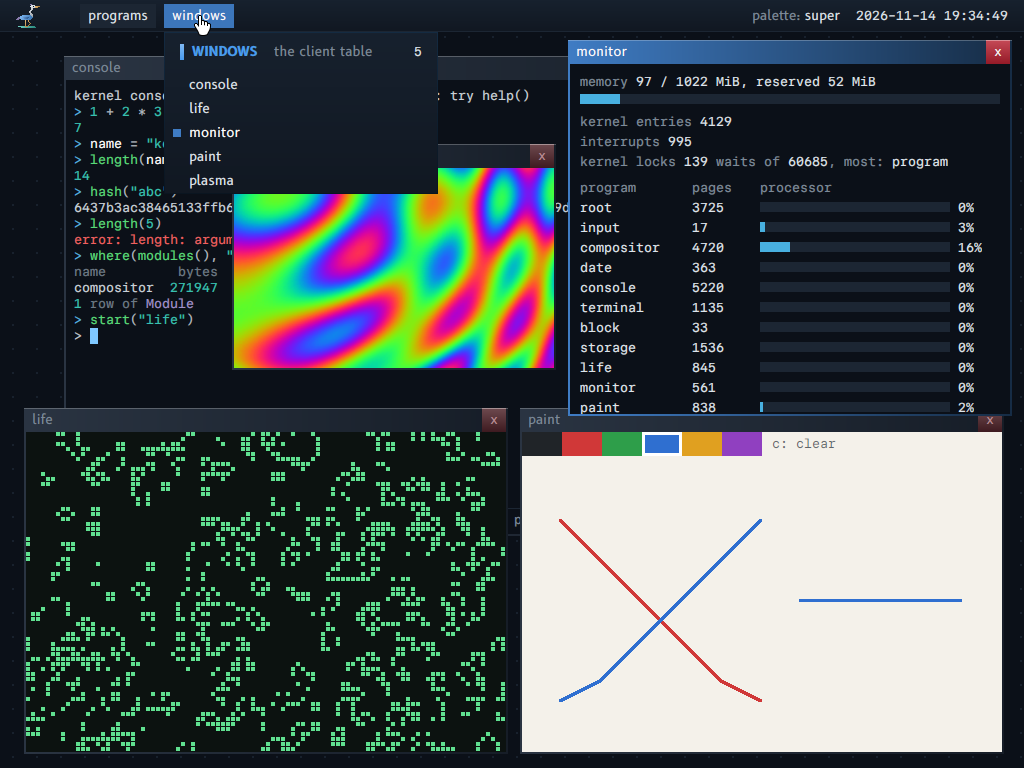 programs windows palette: super 2026-11-14 19:34:49
WINDOWS the client table 5
console
life
monitor
paint
plasma
console
: try help()
> 1 + 2 * 3
7
> name =
> length(
14
> hash("abc
6437b3ac38465133ffb6
> length(5)
error: length:
> where(modules(), "
name bytes
compositor 271947
1 row of Module
> start("life")
>
x
monitor x
memory 97 / 1022 MiB, reserved 52 MiB
kernel entries 4129
interrupts 995
kernel locks 139 waits of 60685, most: program
program pages processor
root 3725 0%
input 17 3%
compositor 4720 16%
date 363 0%
console 5220 0%
terminal 1135 0%
block 33 0%
storage 1536 0%
life 845 0%
monitor 561 0%
paint 838 2%
life x
paint x
c: clear